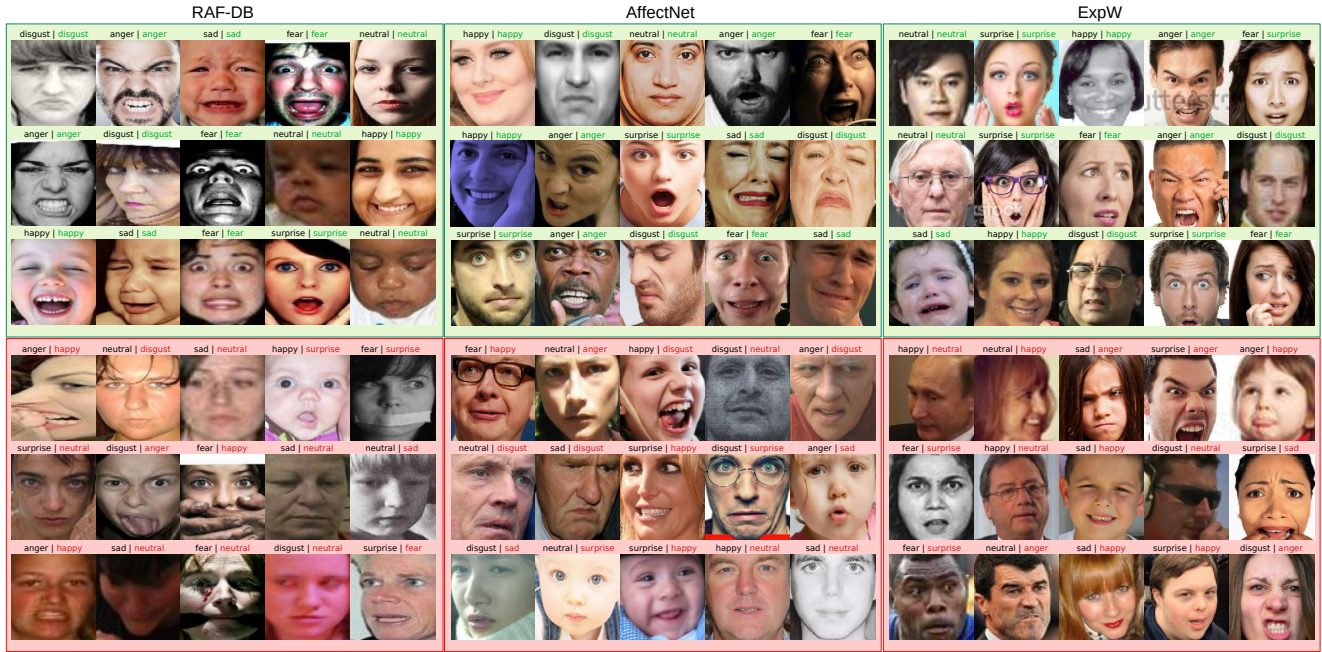 RAF-DB AffectNet ExpW
disgust | disgust anger | anger sad | sad fear | fear neutral | neutral happy | happy disgust | disgust neutral | neutral anger | anger fear | fear neutral | neutral surprise | surprise happy | happy anger | anger fear | surprise
anger | anger disgust | disgust fear | fear neutral | neutral happy | happy happy | happy anger | anger surprise | surprise sad | sad disgust | disgust neutral | neutral surprise | surprise fear | fear anger | anger disgust | disgust
happy | happy sad | sad fear | fear surprise | surprise neutral | neutral surprise | surprise anger | anger disgust | disgust fear | fear sad | sad sad | sad happy | happy disgust | disgust surprise | surprise fear | fear
anger | happy neutral | disgust sad | neutral happy | surprise fear | surprise fear | happy neutral | anger happy | disgust disgust | neutral anger | disgust happy | neutral neutral | happy sad | anger surprise | anger anger | happy
surprise | neutral disgust | anger fear | happy sad | neutral neutral | sad neutral | disgust sad | disgust surprise | happy disgust | surprise anger | sad fear | surprise happy | neutral sad | happy disgust | neutral surprise | sad
anger | happy sad | neutral fear | neutral disgust | neutral surprise | fear disgust | sad neutral | surprise surprise | happy happy | neutral sad | neutral fear | surprise neutral | anger sad | happy surprise | happy disgust | anger